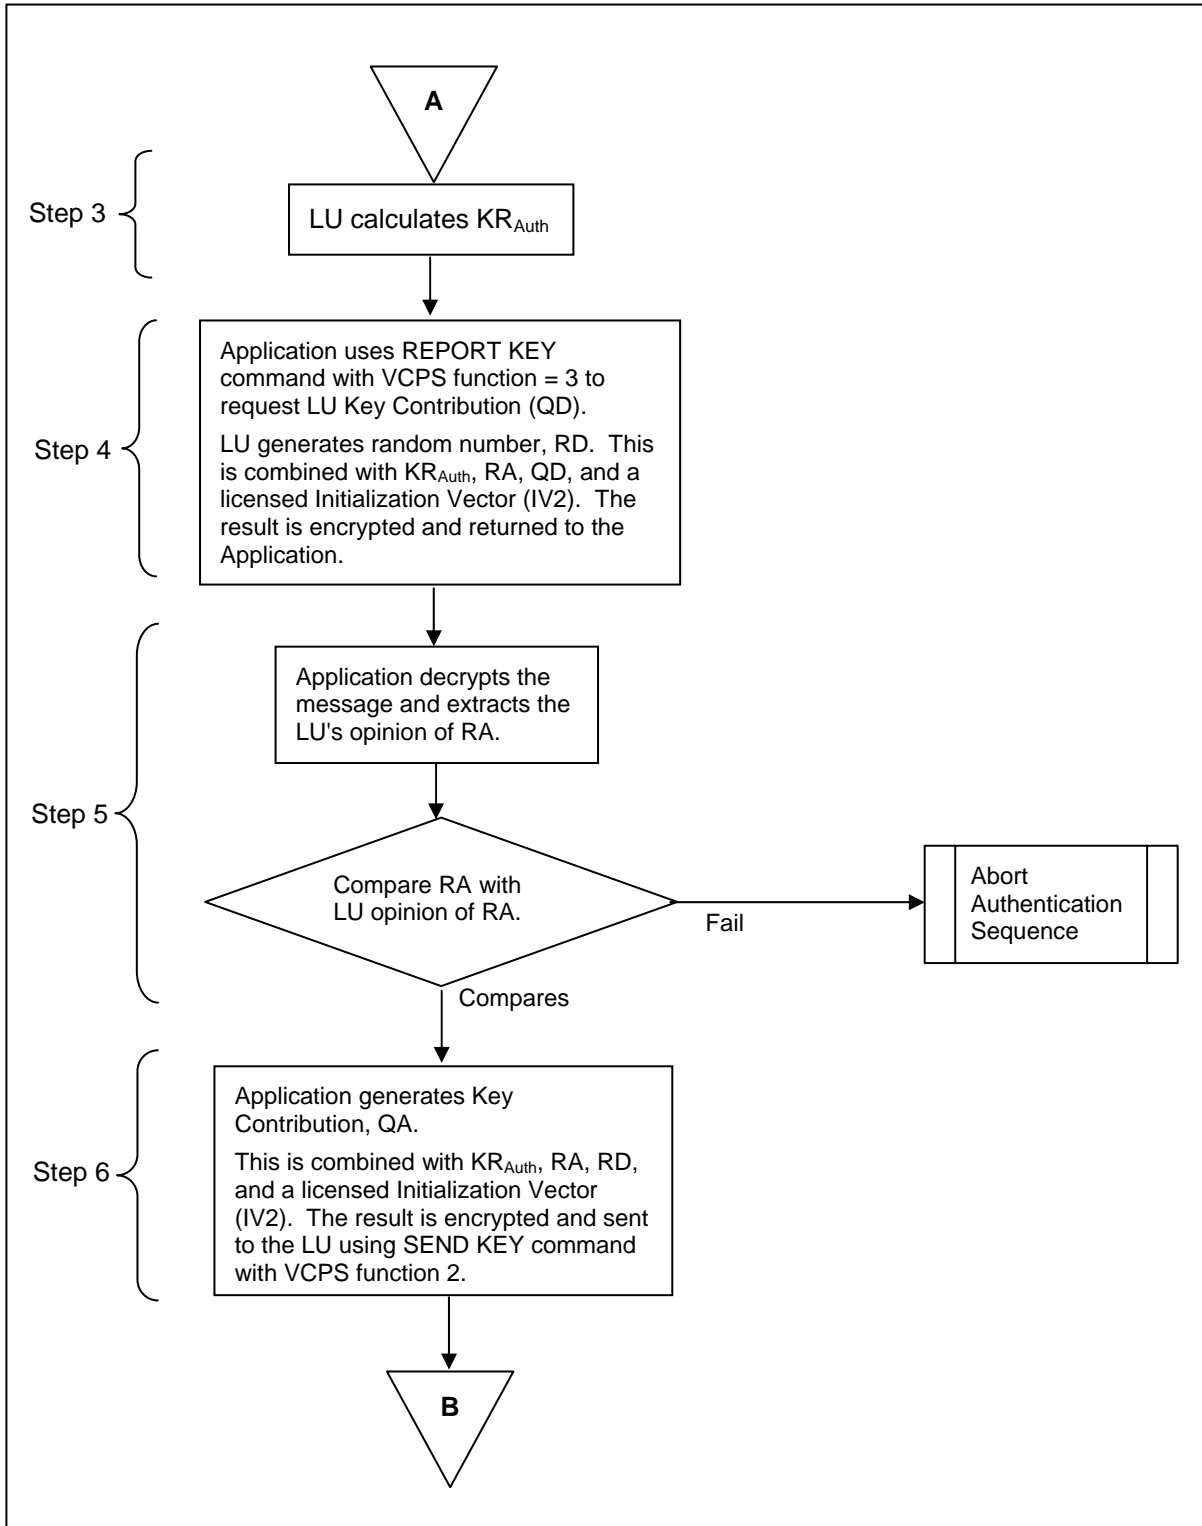 A
Step 3
LU calculates KRAuth
Step 4
Application uses REPORT KEY
command with VCPS function = 3 to
request LU Key Contribution (QD).
LU generates random number, RD.  This
is combined with KRAuth, RA, QD, and a
licensed Initialization Vector (IV2).  The
result is encrypted and returned to the
Application.
Step 5
Application decrypts the
message and extracts the
LU's opinion of RA.
Compare RA with
LU opinion of RA.
Fail
Abort
Authentication
Sequence
Compares
Step 6
Application generates Key
Contribution, QA.
This is combined with KRAuth, RA, RD,
and a licensed Initialization Vector
(IV2).  The result is encrypted and sent
to the LU using SEND KEY command
with VCPS function 2.
B